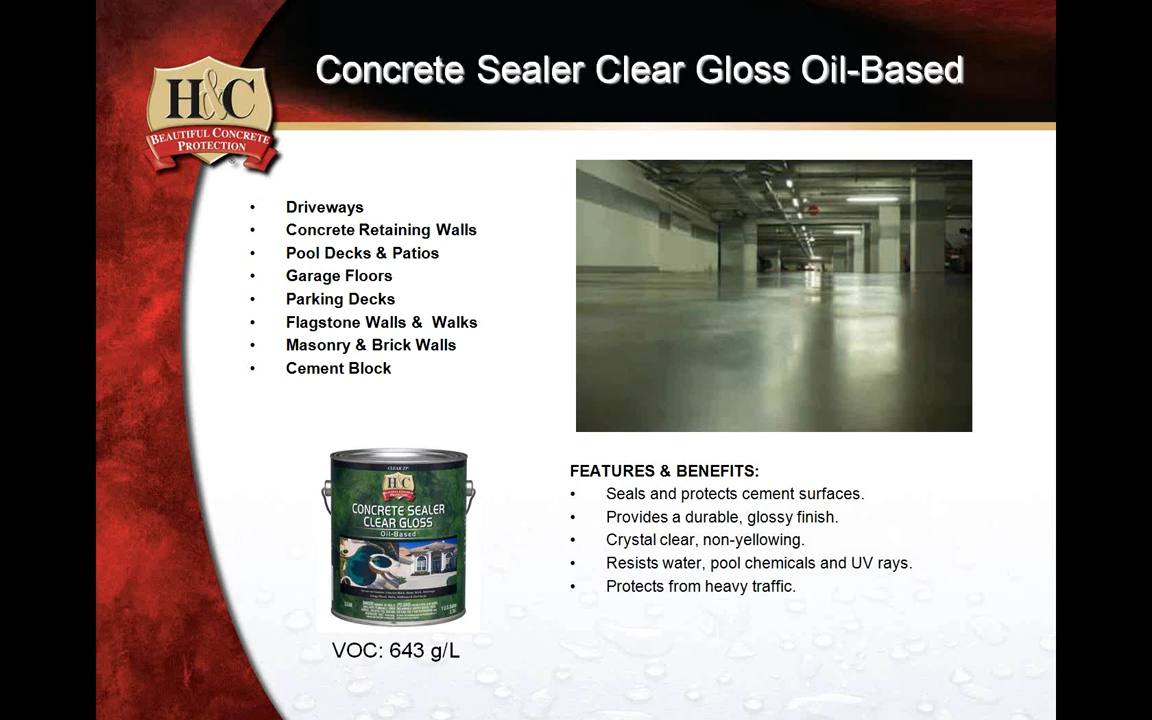 Concrete Sealer Clear Gloss Oil-Based
H&C
BEAUTIFUL CONCRETE
PROTECTION
• Driveways
• Concrete Retaining Walls
• Pool Decks & Patios
• Garage Floors
• Parking Decks
• Flagstone Walls & Walks
• Masonry & Brick Walls
• Cement Block
CLEAR
H&C
CONCRETE SEALER
CLEAR GLOSS
Oil-Based
VOC: 643 g/L
FEATURES & BENEFITS:
• Seals and protects cement surfaces.
• Provides a durable, glossy finish.
• Crystal clear, non-yellowing.
• Resists water, pool chemicals and UV rays.
• Protects from heavy traffic.